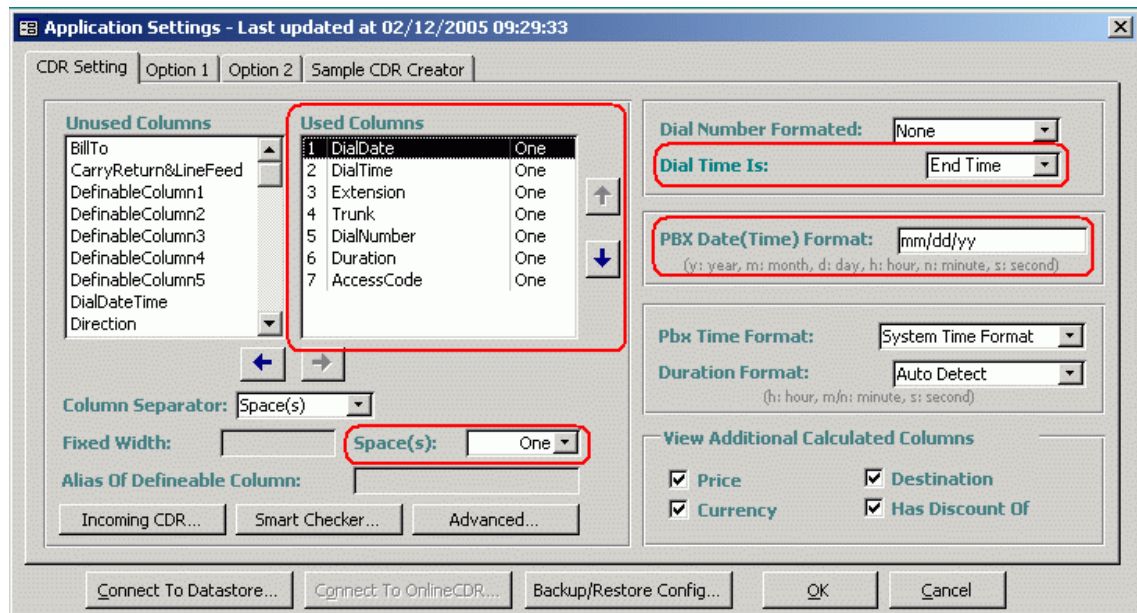 Application Settings - Last updated at 02/12/2005 09:29:33
CDR Setting Option 1 Option 2 Sample CDR Creator
Unused Columns
BillTo
CarryReturn&LineFeed
DefinableColumn1
DefinableColumn2
DefinableColumn3
DefinableColumn4
DefinableColumn5
DialDateTime
Direction
Used Columns
1 DialDate One
2 DialTime One
3 Extension One
4 Trunk One
5 DialNumber One
6 Duration One
7 AccessCode One
Column Separator: Space(s)
Fixed Width: Space(s): One
Alias Of Defineable Column:
Incoming CDR... Smart Checker... Advanced...
Dial Number Formated: None
Dial Time Is: End Time
PBX Date(Time) Format: mm/dd/yy
(y: year, m: month, d: day, h: hour, n: minute, s: second)
Pbx Time Format: System Time Format
Duration Format: Auto Detect
(h: hour, m/n: minute, s: second)
View Additional Calculated Columns
Price Destination
Currency Has Discount Of
Connect To Datastore... Connect To OnlineCDR... Backup/Restore Config... OK Cancel